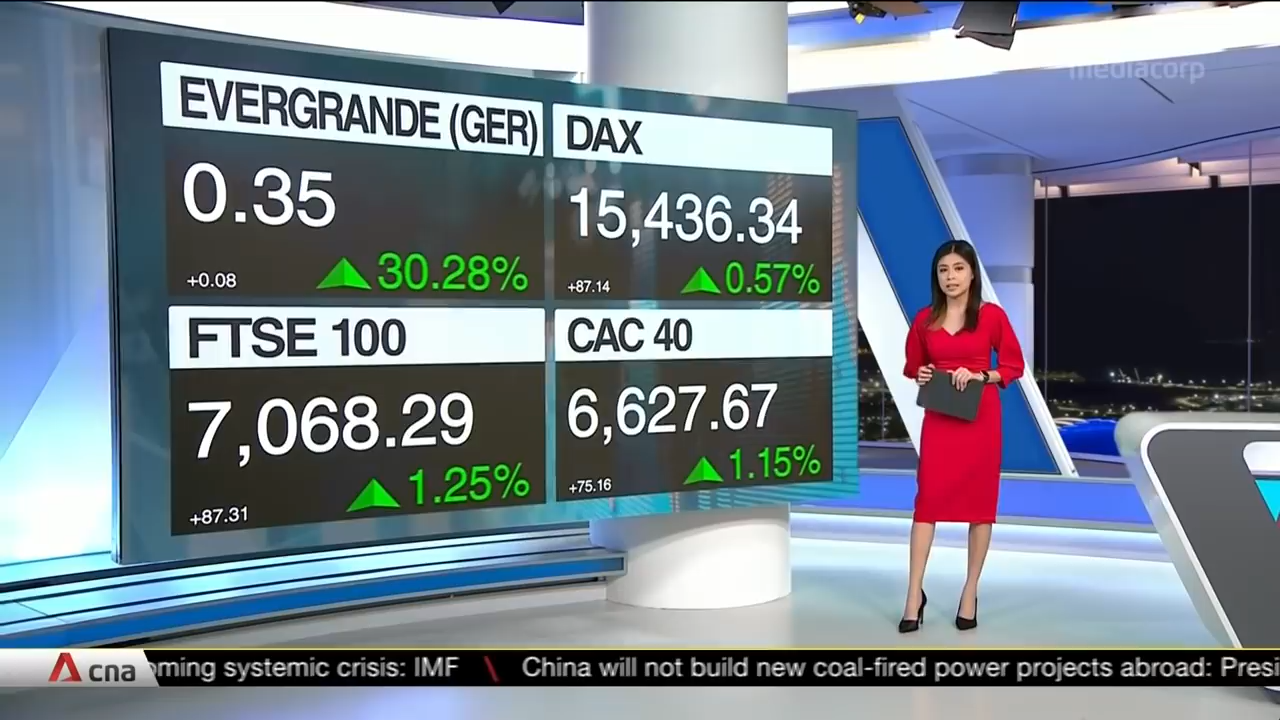 mediacorp
EVERGRANDE (GER)
0.35
+0.08
30.28%
DAX
15,436.34
+87.14
0.57%
FTSE 100
7,068.29
+87.31
1.25%
CAC 40
6,627.67
+75.16
1.15%
cna
oming systemic crisis: IMF \ China will not build new coal-fired power projects abroad: Presi